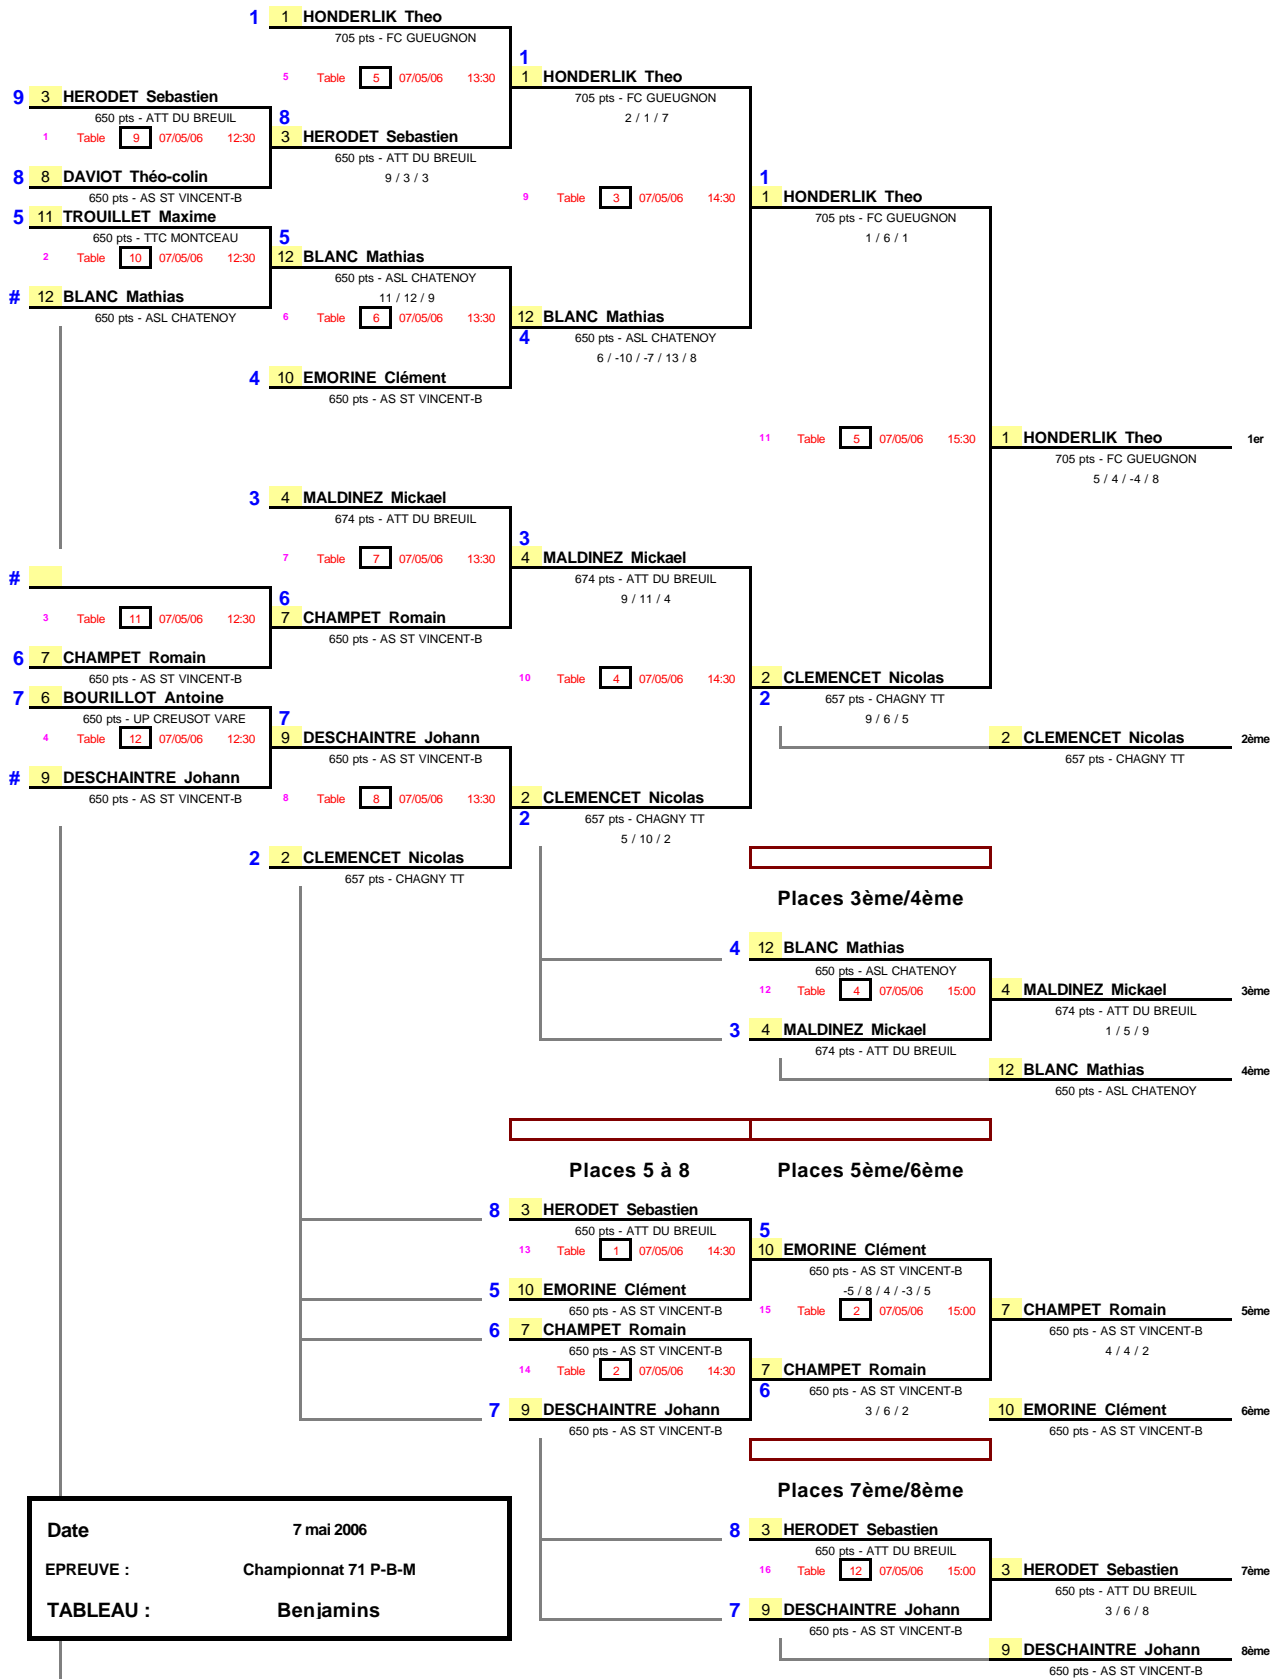 1 1 HONDERLIK Theo
705 pts - FC GUEUGNON
1
5 Table 5 07/05/06 13:30 1 HONDERLIK Theo
9 3 HERODET Sebastien 705 pts - FC GUEUGNON
650 pts - ATT DU BREUIL 8 2 / 1 / 7
1 Table 9 07/05/06 12:30 3 HERODET Sebastien
650 pts - ATT DU BREUIL
8 8 DAVIOT Théo-colin 9 / 3 / 3 1
650 pts - AS ST VINCENT-B 9 Table 3 07/05/06 14:30 1 HONDERLIK Theo
5 11 TROUILLET Maxime 705 pts - FC GUEUGNON
650 pts - TTC MONTCEAU 5 1 / 6 / 1
2 Table 10 07/05/06 12:30 12 BLANC Mathias
650 pts - ASL CHATENOY
# 12 BLANC Mathias 11 / 12 / 9
650 pts - ASL CHATENOY 6 Table 6 07/05/06 13:30 12 BLANC Mathias
4 650 pts - ASL CHATENOY
6 / -10 / -7 / 13 / 8
4 10 EMORINE Clément
650 pts - AS ST VINCENT-B
11 Table 5 07/05/06 15:30 1 HONDERLIK Theo 1er
705 pts - FC GUEUGNON
5 / 4 / -4 / 8
3 4 MALDINEZ Mickael
674 pts - ATT DU BREUIL
3
7 Table 7 07/05/06 13:30 4 MALDINEZ Mickael
# 674 pts - ATT DU BREUIL
6 9 / 11 / 4
3 Table 11 07/05/06 12:30 7 CHAMPET Romain
650 pts - AS ST VINCENT-B
6 7 CHAMPET Romain
650 pts - AS ST VINCENT-B 10 Table 4 07/05/06 14:30 2 CLEMENCET Nicolas
7 6 BOURILLOT Antoine 2 657 pts - CHAGNY TT
650 pts - UP CREUSOT VARE 7 9 / 6 / 5
4 Table 12 07/05/06 12:30 9 DESCHAINTRE Johann 2 CLEMENCET Nicolas 2ème
650 pts - AS ST VINCENT-B 657 pts - CHAGNY TT
# 9 DESCHAINTRE Johann
650 pts - AS ST VINCENT-B 8 Table 8 07/05/06 13:30 2 CLEMENCET Nicolas
2 657 pts - CHAGNY TT
5 / 10 / 2
2 2 CLEMENCET Nicolas
657 pts - CHAGNY TT
Places 3ème/4ème
4 12 BLANC Mathias
650 pts - ASL CHATENOY
12 Table 4 07/05/06 15:00 4 MALDINEZ Mickael 3ème
674 pts - ATT DU BREUIL
3 4 MALDINEZ Mickael 1 / 5 / 9
674 pts - ATT DU BREUIL
12 BLANC Mathias 4ème
650 pts - ASL CHATENOY
Places 5 à 8 Places 5ème/6ème
8 3 HERODET Sebastien
650 pts - ATT DU BREUIL 5
13 Table 1 07/05/06 14:30 10 EMORINE Clément
650 pts - AS ST VINCENT-B
5 10 EMORINE Clément -5 / 8 / 4 / -3 / 5
650 pts - AS ST VINCENT-B 15 Table 2 07/05/06 15:00 7 CHAMPET Romain 5ème
6 7 CHAMPET Romain 650 pts - AS ST VINCENT-B
650 pts - AS ST VINCENT-B 4 / 4 / 2
14 Table 2 07/05/06 14:30 7 CHAMPET Romain
6 650 pts - AS ST VINCENT-B
7 9 DESCHAINTRE Johann 3 / 6 / 2 10 EMORINE Clément 6ème
650 pts - AS ST VINCENT-B 650 pts - AS ST VINCENT-B
Places 7ème/8ème
Date 7 mai 2006
8 3 HERODET Sebastien
650 pts - ATT DU BREUIL
EPREUVE : Championnat 71 P-B-M
16 Table 12 07/05/06 15:00 3 HERODET Sebastien 7ème
650 pts - ATT DU BREUIL
TABLEAU : Benjamins
7 9 DESCHAINTRE Johann 3 / 6 / 8
650 pts - AS ST VINCENT-B
9 DESCHAINTRE Johann 8ème
650 pts - AS ST VINCENT-B